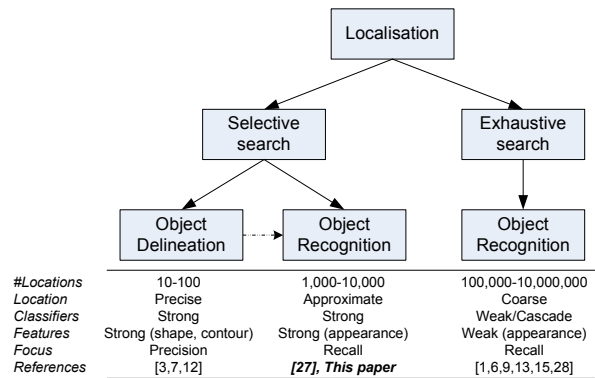 Localisation
Selective
search
Exhaustive
search
Object
Delineation
Object
Recognition
Object
Recognition
#Locations 10-100 1,000-10,000 100,000-10,000,000
Location Precise Approximate Coarse
Classifiers Strong Strong Weak/Cascade
Features Strong (shape, contour) Strong (appearance) Weak (appearance)
Focus Precision Recall Recall
References [3,7,12] [27], This paper [1,6,9,13,15,28]